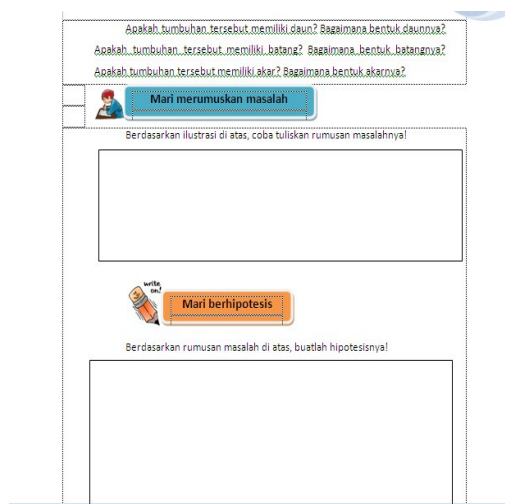 Apakah tumbuhan tersebut memiliki daun? Bagaimana bentuk daunnya?
Apakah tumbuhan tersebut memiliki batang? Bagaimana bentuk batangnya?
Apakah tumbuhan tersebut memiliki akar? Bagaimana bentuk akarnya?
Mari merumuskan masalah
Berdasarkan ilustrasi di atas, coba tuliskan rumusan masalahnya!
write
on!
Mari berhipotesis
Berdasarkan rumusan masalah di atas, buatlah hipotesisnya!